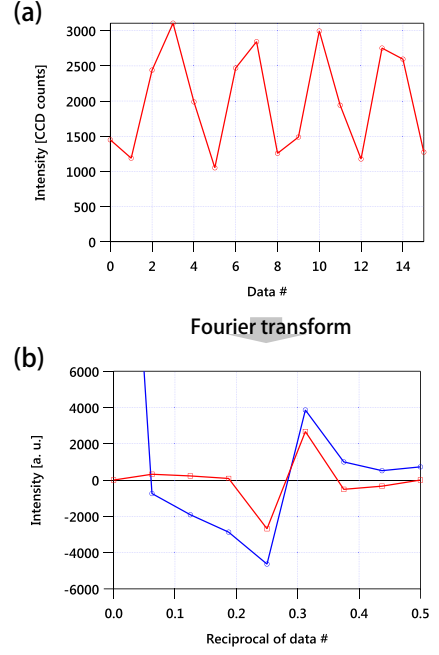 (a)
Intensity [CCD counts]
3000
2500
2000
1500
1000
500
0
0 2 4 6 8 10 12 14
Data #
Fourier transform
(b)
Intensity [a. u.]
6000
4000
2000
0
-2000
-4000
-6000
0.0 0.1 0.2 0.3 0.4 0.5
Reciprocal of data #